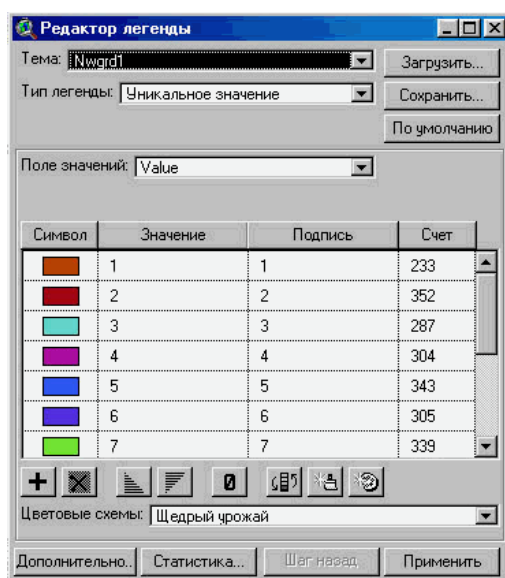 Редактор легенды
Тема: Nwgrd1
Загрузить...
Тип легенды: Уникальное значение
Сохранить...
По умолчанию
Поле значений: Value
Символ Значение Подпись Счет
1 1 233
2 2 352
3 3 287
4 4 304
5 5 343
6 6 305
7 7 339
Цветовые схемы: Щедрый урожай
Дополнительно.. Статистика... Шаг назад Применить